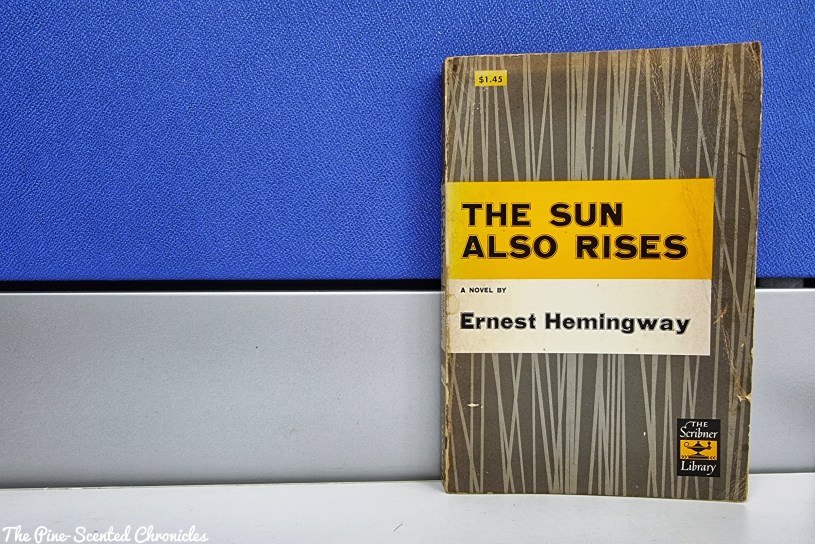 $1.45
THE SUN
ALSO RISES
A NOVEL BY
Ernest Hemingway
THE
Scribner
Library
The Pine-Scented Chronicles